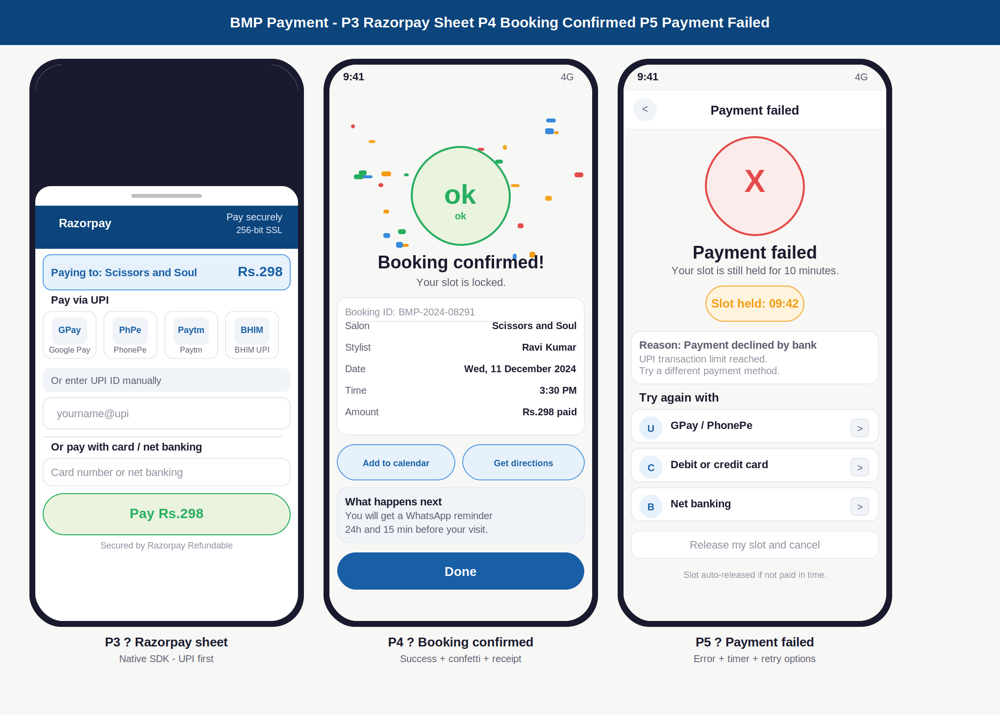 BMP Payment - P3 Razorpay Sheet P4 Booking Confirmed P5 Payment Failed
Razorpay
Pay securely
256-bit SSL
Paying to: Scissors and Soul Rs.298
Pay via UPI
GPay PhPe Paytm BHIM
Google Pay PhonePe Paytm BHIM UPI
Or enter UPI ID manually
yourname@upi
Or pay with card / net banking
Card number or net banking
Pay Rs.298
Secured by Razorpay Refundable
P3 ? Razorpay sheet
Native SDK - UPI first
9:41 4G
ok
ok
Booking confirmed!
Your slot is locked.
Booking ID: BMP-2024-08291
Salon Scissors and Soul
Stylist Ravi Kumar
Date Wed, 11 December 2024
Time 3:30 PM
Amount Rs.298 paid
Add to calendar Get directions
What happens next
You will get a WhatsApp reminder
24h and 15 min before your visit.
Done
P4 ? Booking confirmed
Success + confetti + receipt
9:41 4G
< Payment failed
X
Payment failed
Your slot is still held for 10 minutes.
Slot held: 09:42
Reason: Payment declined by bank
UPI transaction limit reached.
Try a different payment method.
Try again with
U GPay / PhonePe >
C Debit or credit card >
B Net banking >
Release my slot and cancel
Slot auto-released if not paid in time.
P5 ? Payment failed
Error + timer + retry options